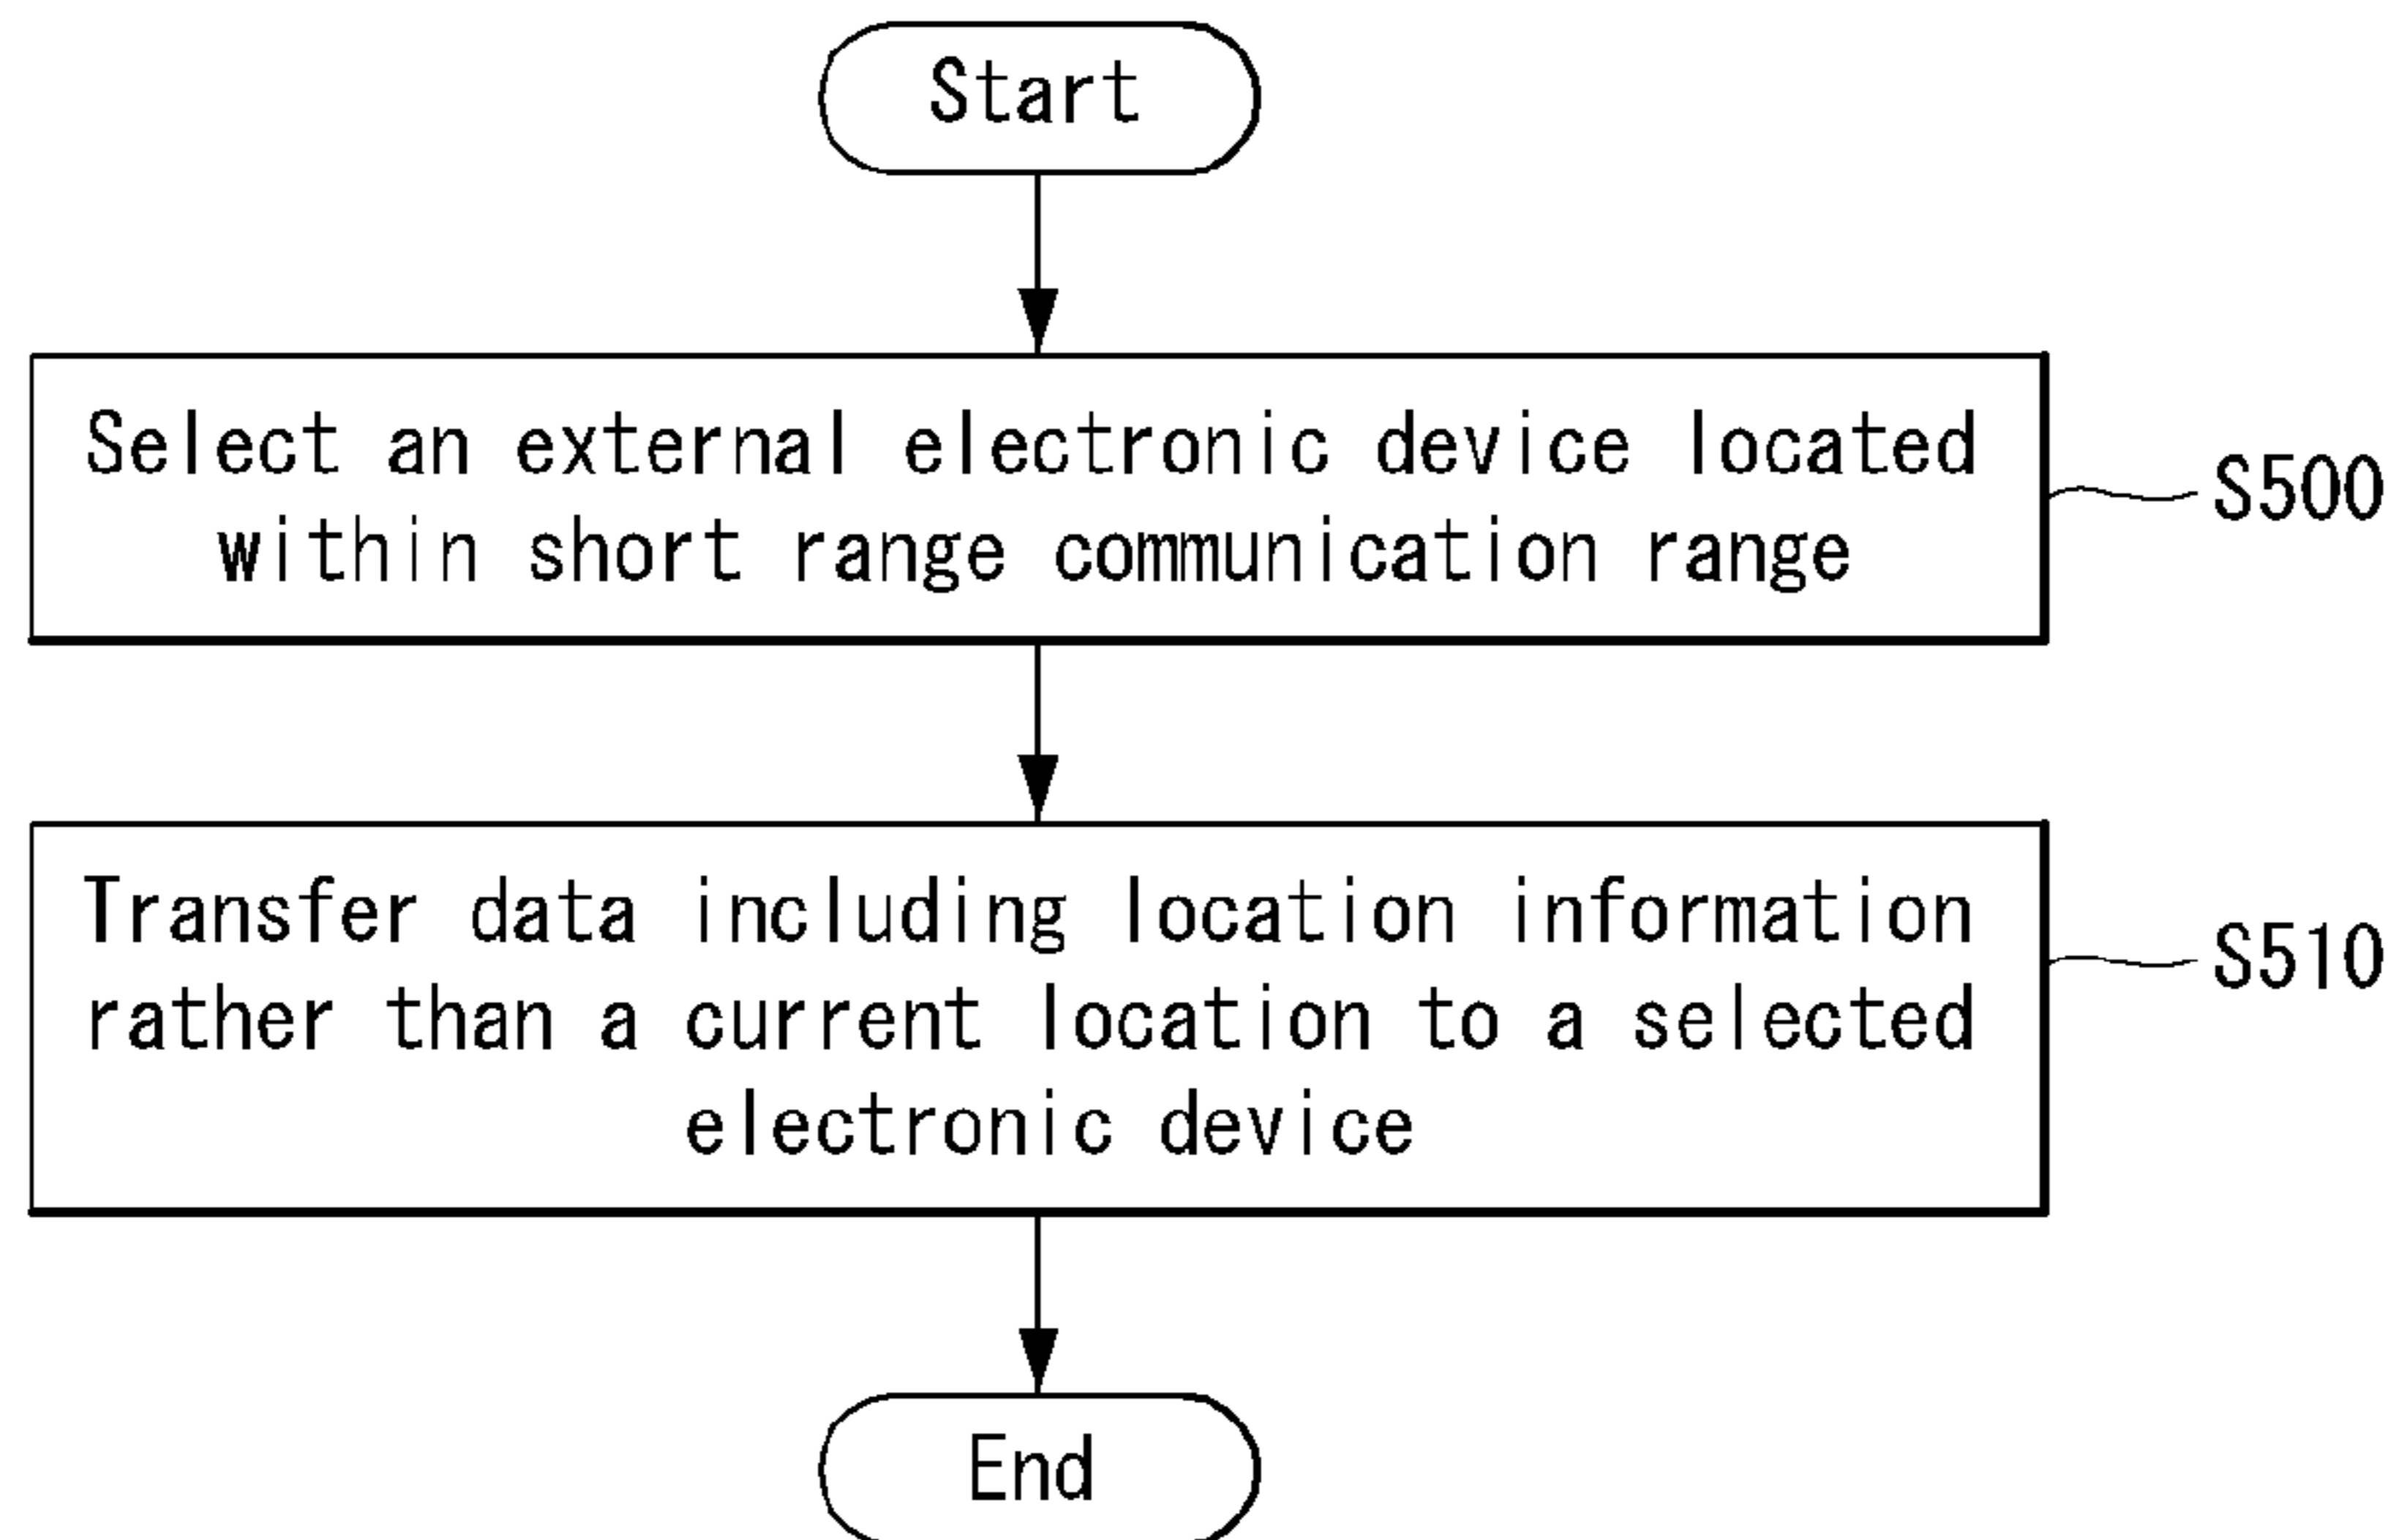 Start
Select an external electronic device located
within short range communication range
S500
Transfer data including location information
rather than a current location to a selected
electronic device
S510
End